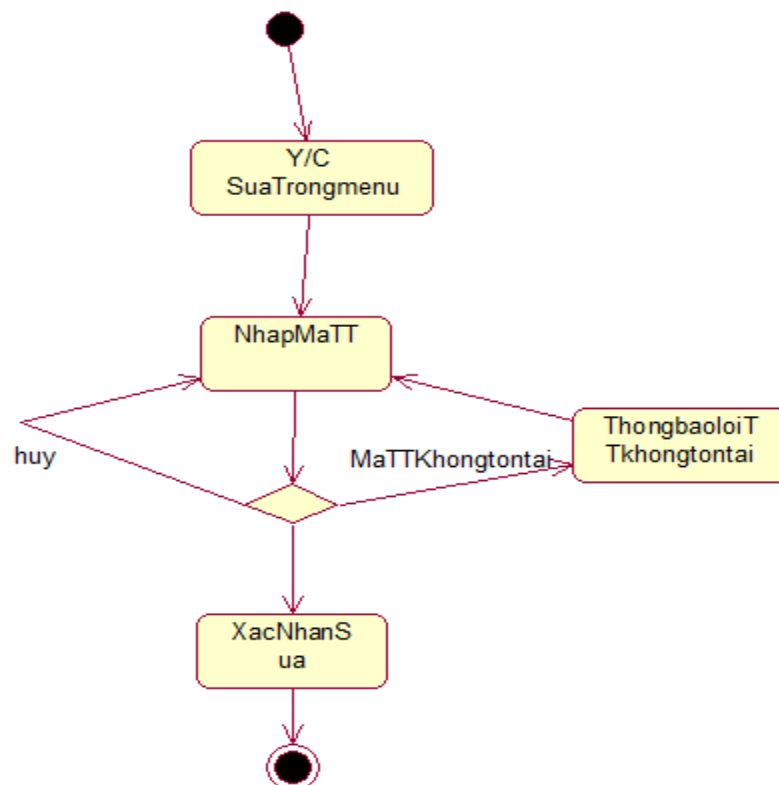 Y/C
SuaTrongmenu
NhapMaTT
huy
MaTTKhongtontai
ThongbaoloiT
Tkhongtontai
XacNhanS
ua